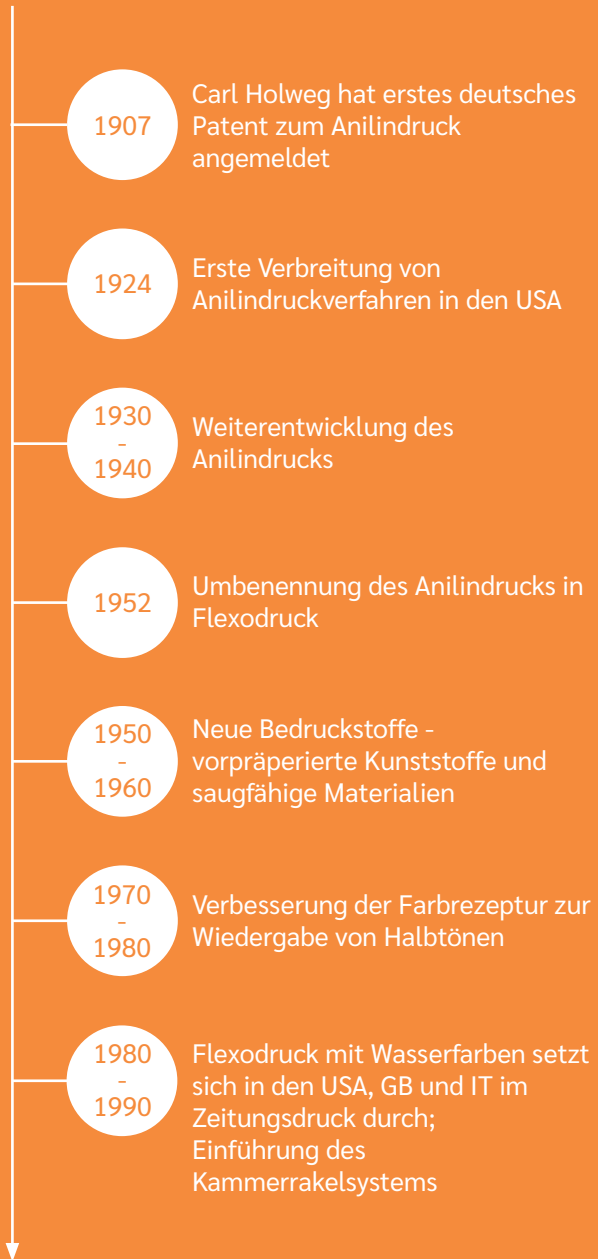 1907
Carl Holweg hat erstes deutsches
Patent zum Anilindruck
angemeldet
1924
Erste Verbreitung von
Anilindruckverfahren in den USA
1930
-
1940
Weiterentwicklung des
Anilindrucks
1952
Umbenennung des Anilindrucks in
Flexodruck
1950
-
1960
Neue Bedruckstoffe -
vorpräperierte Kunststoffe und
saugfähige Materialien
1970
-
1980
Verbesserung der Farbrezeptur zur
Wiedergabe von Halbtönen
1980
-
1990
Flexodruck mit Wasserfarben setzt
sich in den USA, GB und IT im
Zeitungsdruck durch;
Einführung des
Kammerrakelsystems